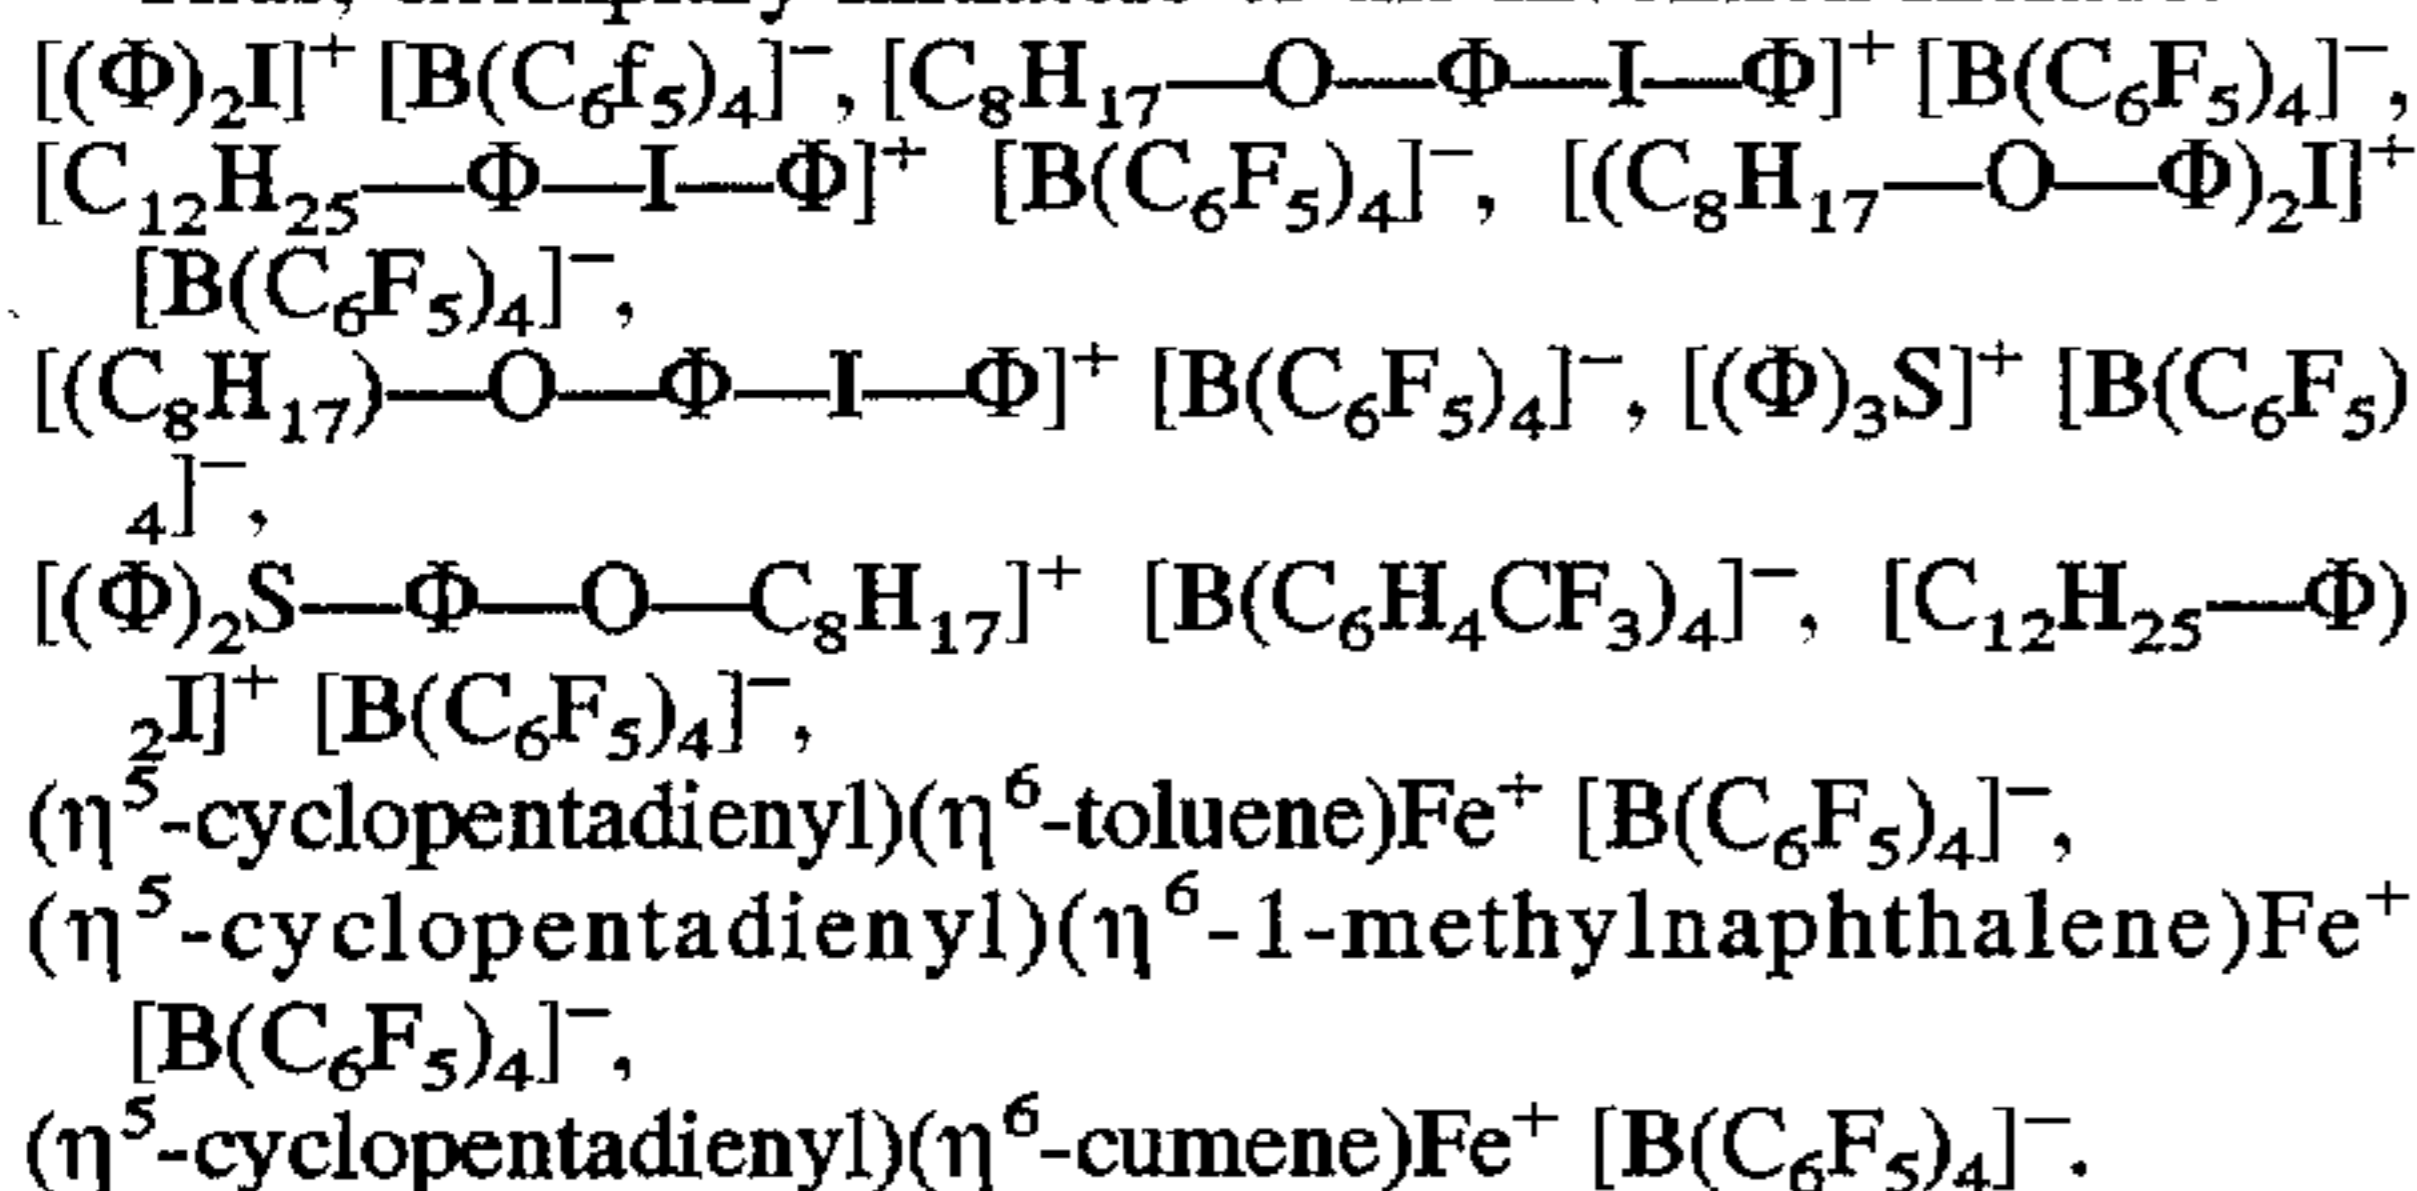 [(Φ)₂I]⁺ [B(C₆f₅)₄]⁻, [C₈H₁₇—O—Φ—I—Φ]⁺ [B(C₆F₅)₄]⁻,
[C₁₂H₂₅—Φ—I—Φ]⁺ [B(C₆F₅)₄]⁻, [(C₈H₁₇—O—Φ)₂I]⁺
[B(C₆F₅)₄]⁻,
[(C₈H₁₇)—O—Φ—I—Φ]⁺ [B(C₆F₅)₄]⁻, [(Φ)₃S]⁺ [B(C₆F₅)
₄]⁻,
[(Φ)₂S—Φ—O—C₈H₁₇]⁺ [B(C₆H₄CF₃)₄]⁻, [C₁₂H₂₅—Φ)
₂I]⁺ [B(C₆F₅)₄]⁻,
(η⁵-cyclopentadienyl)(η⁶-toluene)Fe⁺ [B(C₆F₅)₄]⁻,
(η⁵-cyclopentadienyl)(η⁶-1-methylnaphthalene)Fe⁺
[B(C₆F₅)₄]⁻,
(η⁵-cyclopentadienyl)(η⁶-cumene)Fe⁺ [B(C₆F₅)₄]⁻.